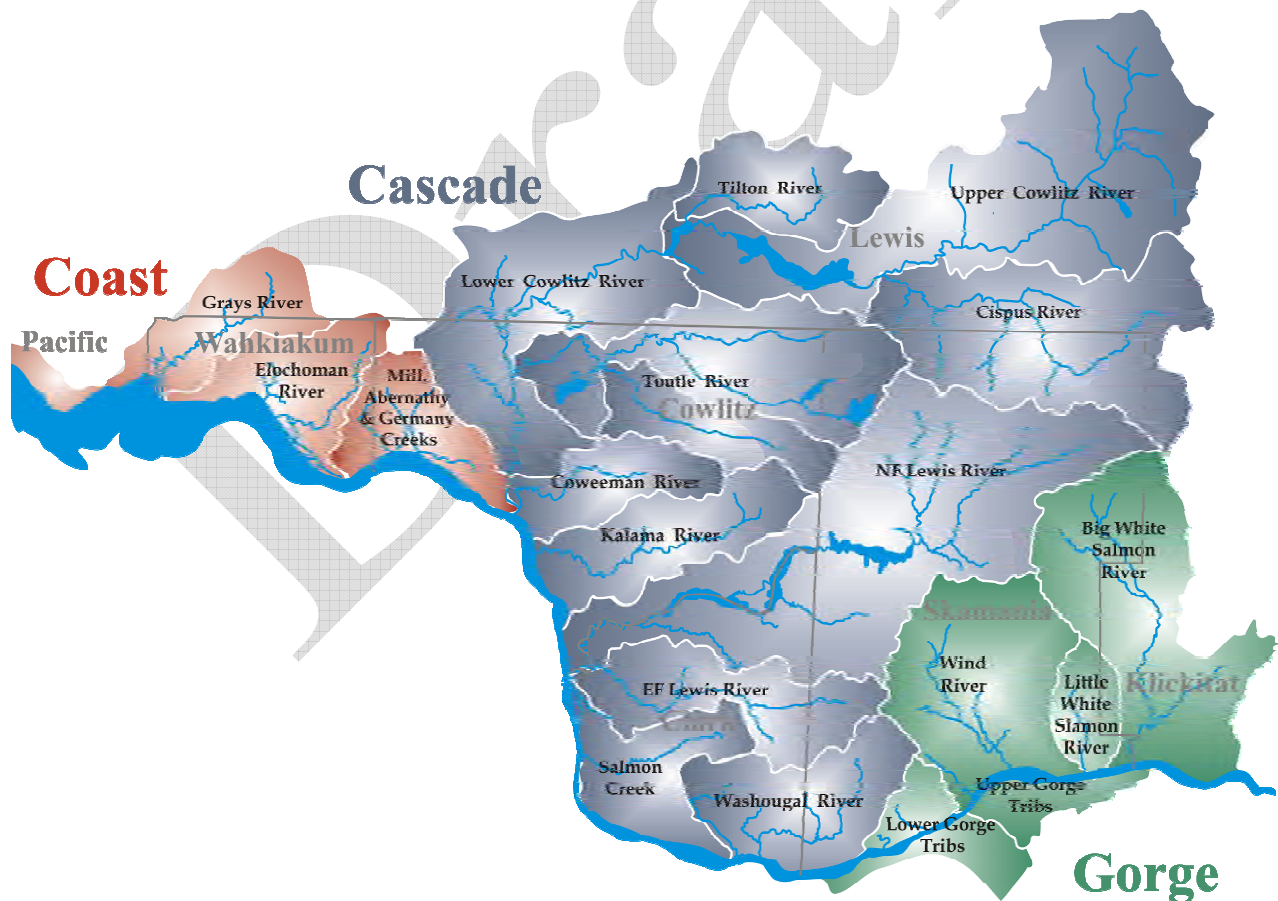 Draft
Cascade
Tilton River
Upper Cowlitz River
Lewis
Coast
Lower Cowlitz River
Grays River
Cispus River
Pacific
Wahkiakum
Elochoman
River
Mill,
Abernathy
& Germany
Creeks
Toutle River
Cowlitz
Coweeman River
NF Lewis River
Kalama River
Big White
Salmon
River
Skamania
Wind
River
Little
White
Slamon
River
Klickitat
EF Lewis River
Clark
Salmon
Creek
Washougal River
Upper Gorge
Tribs
Lower Gorge
Tribs
Gorge